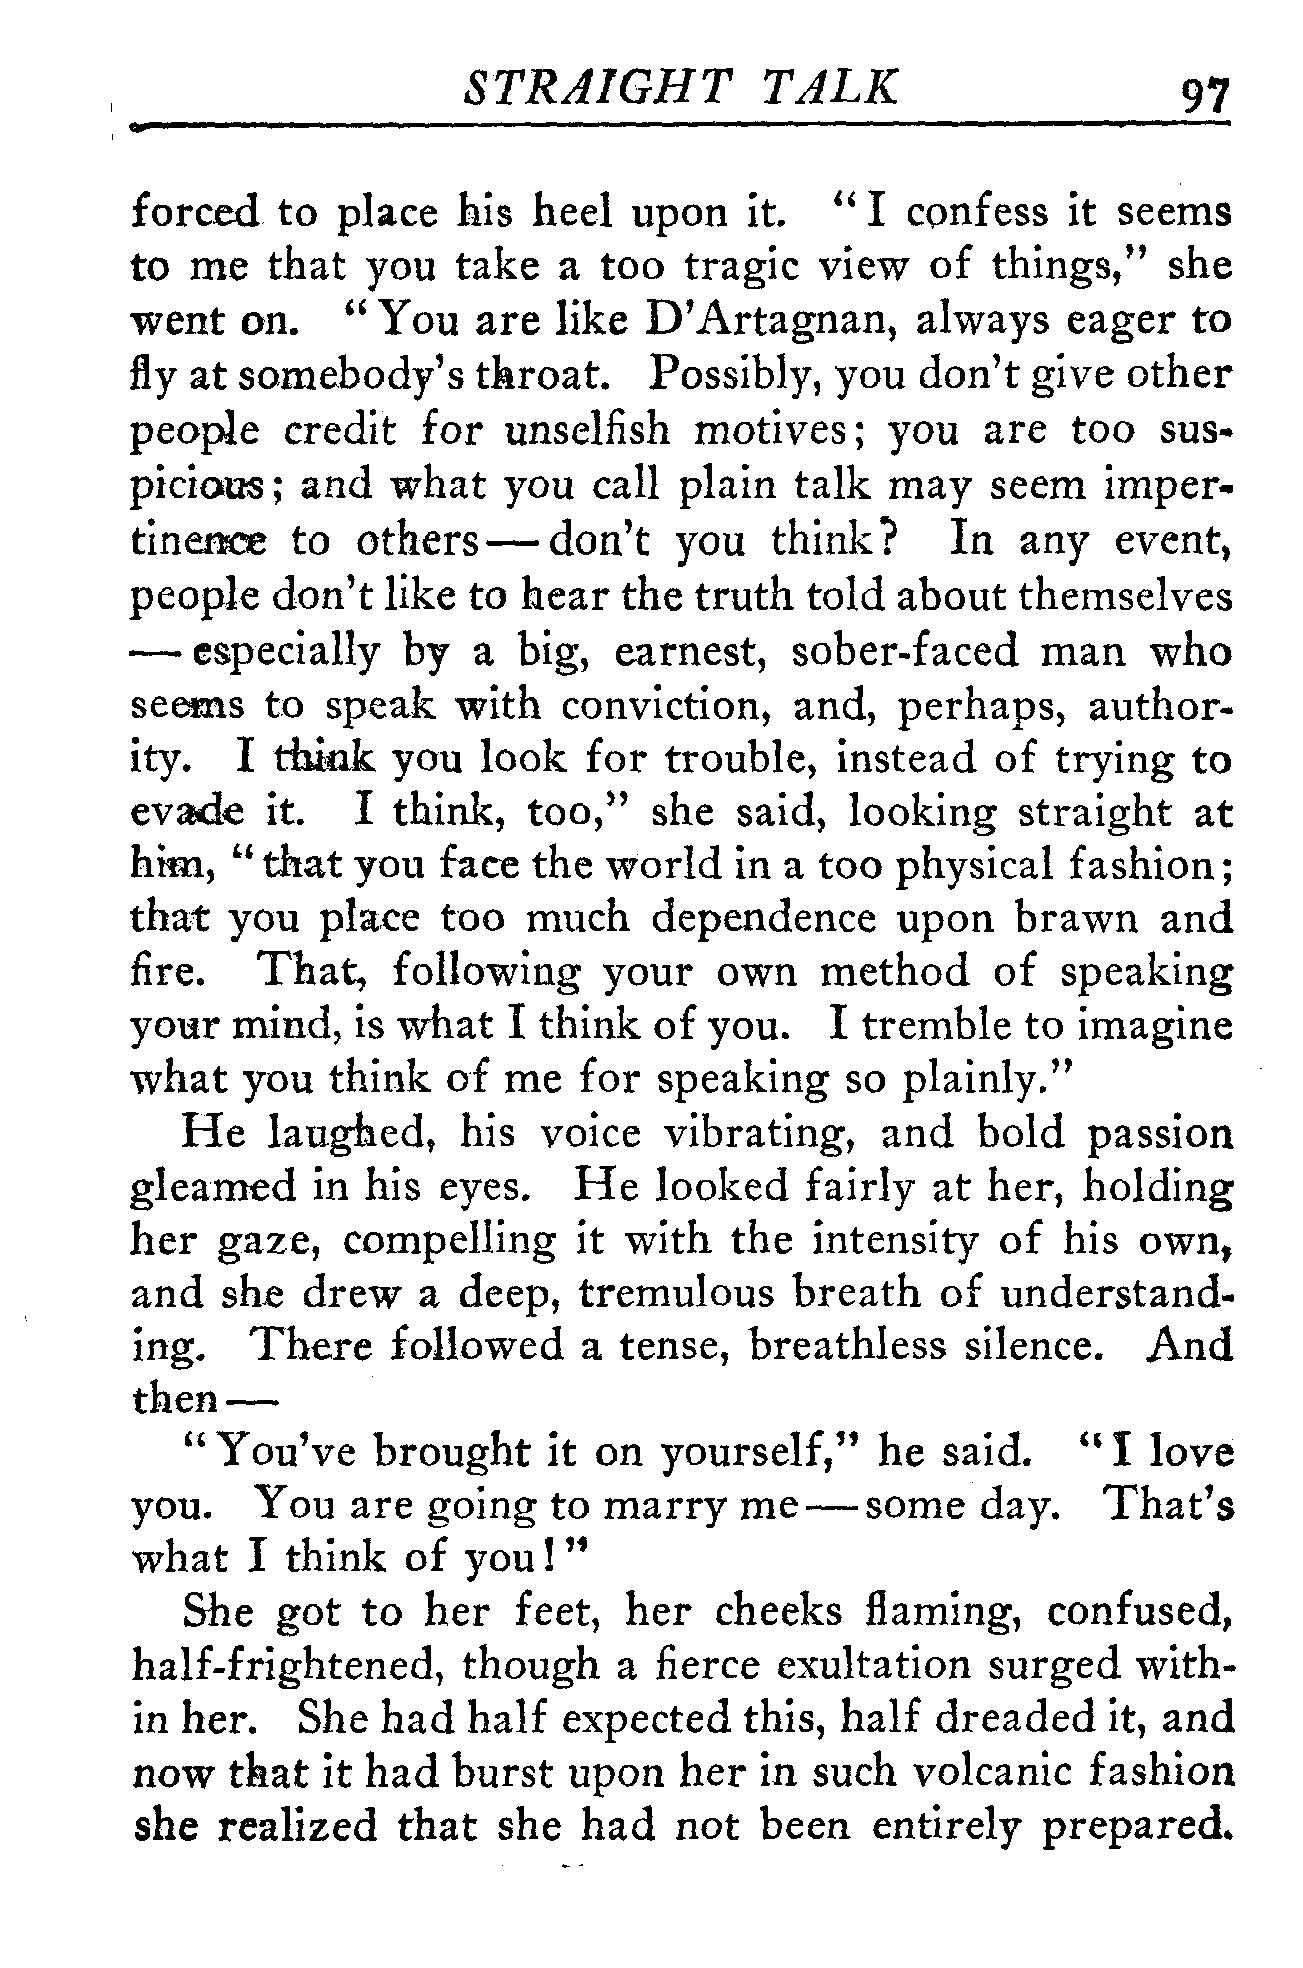 STRAIGHT TALK 97
forced to place his heel upon it. “I confess it seems
to me that you take a too tragic view of things,” she
went on. “You are like D’Artagnan, always eager to
fly at somebody’s throat. Possibly, you don’t give other
people credit for unselfish motives; you are too sus-
picious; and what you call plain talk may seem imper-
tinence to others—don’t you think? In any event,
people don’t like to hear the truth told about themselves
—especially by a big, earnest, sober-faced man who
seems to speak with conviction, and, perhaps, author-
ity. I think you look for trouble, instead of trying to
evade it. I think, too,” she said, looking straight at
him, “that you face the world in a too physical fashion;
that you place too much dependence upon brawn and
fire. That, following your own method of speaking
your mind, is what I think of you. I tremble to imagine
what you think of me for speaking so plainly.”
He laughed, his voice vibrating, and bold passion
gleamed in his eyes. He looked fairly at her, holding
her gaze, compelling it with the intensity of his own,
and she drew a deep, tremulous breath of understand-
ing. There followed a tense, breathless silence. And
then—
“You’ve brought it on yourself,” he said. “I love
you. You are going to marry me—some day. That’s
what I think of you!”
She got to her feet, her cheeks flaming, confused,
half-frightened, though a fierce exultation surged with-
in her. She had half expected this, half dreaded it, and
now that it had burst upon her in such volcanic fashion
she realized that she had not been entirely prepared.